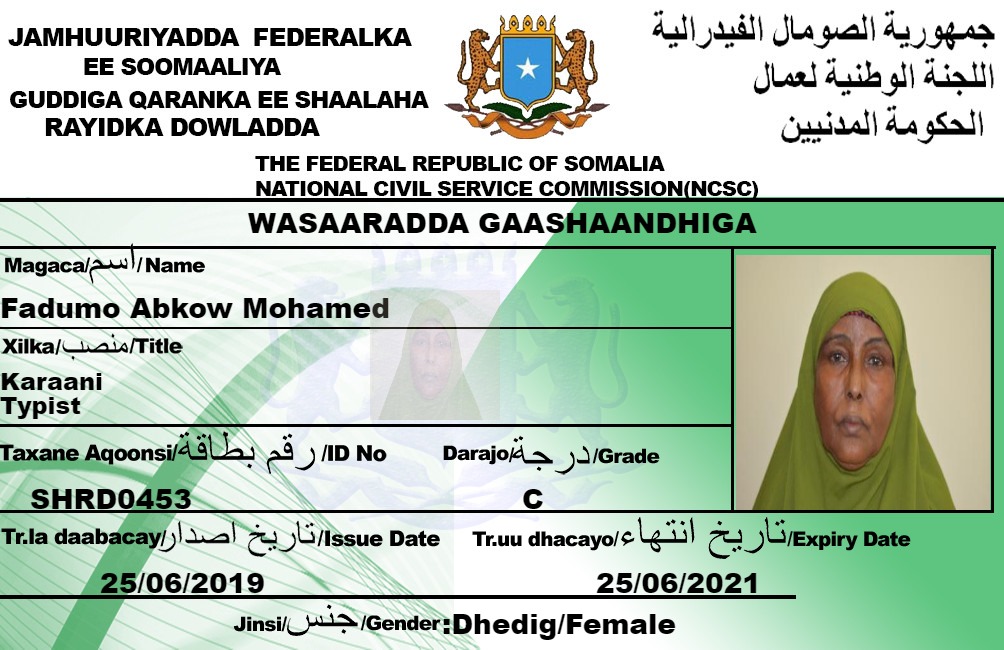 JAMHUURIYADDA FEDERALKA
EE SOOMAALIYA
GUDDIGA QARANKA EE SHAALAHA
RAYIDKA DOWLADDA
جمهورية الصومال الفيدرالية
اللجنة الوطنية لعمال
الحكومة المدنيين
THE FEDERAL REPUBLIC OF SOMALIA
NATIONAL CIVIL SERVICE COMMISSION(NCSC)
WASAARADDA GAASHAANDHIGA
Magaca/اسم/Name
Fadumo Abkow Mohamed
Xilka/منصب/Title
Karaani
Typist
Taxane Aqoonsi/رقم بطاقة/ID No
SHRD0453
Darajo/درجة/Grade
C
Tr.la daabacay/تاريخ اصدار/Issue Date
25/06/2019
Tr.uu dhacayo/تاريخ انتهاء/Expiry Date
25/06/2021
Jinsi/جنس/Gender:Dhedig/Female